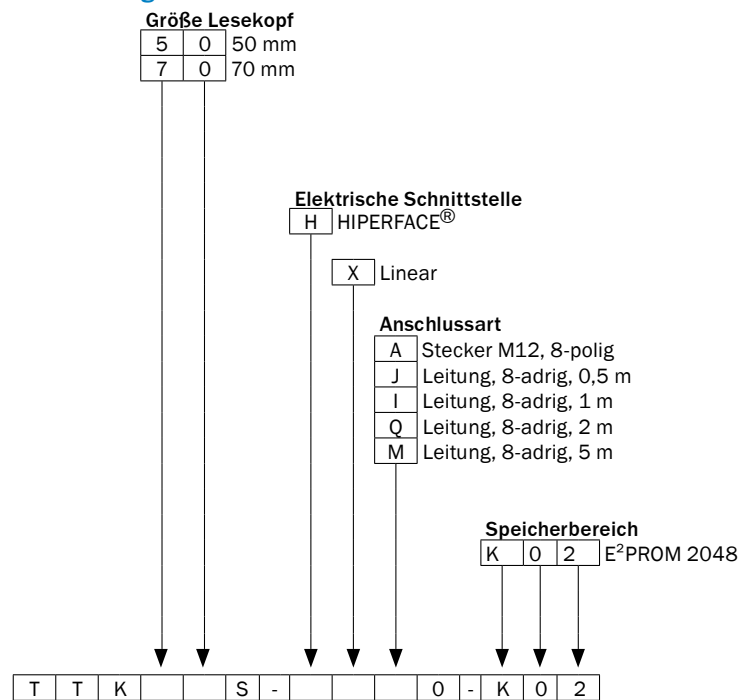 Größe Lesekopf
5 0 50 mm
7 0 70 mm
Elektrische Schnittstelle
H HIPERFACE®
X Linear
Anschlussart
A Stecker M12, 8-polig
J Leitung, 8-adrig, 0,5 m
I Leitung, 8-adrig, 1 m
Q Leitung, 8-adrig, 2 m
M Leitung, 8-adrig, 5 m
Speicherbereich
K 0 2 E²PROM 2048
T T K S - 0 - K 0 2